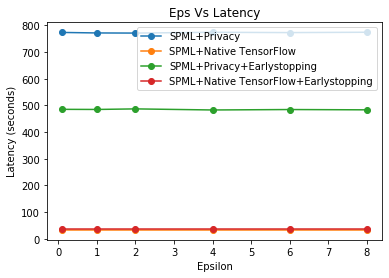 Eps Vs Latency
800
700
600
500
400
300
200
100
0
Latency (seconds)
SPML+Privacy
SPML+Native TensorFlow
SPML+Privacy+Earlystopping
SPML+Native TensorFlow+Earlystopping
0 1 2 3 4 5 6 7 8
Epsilon